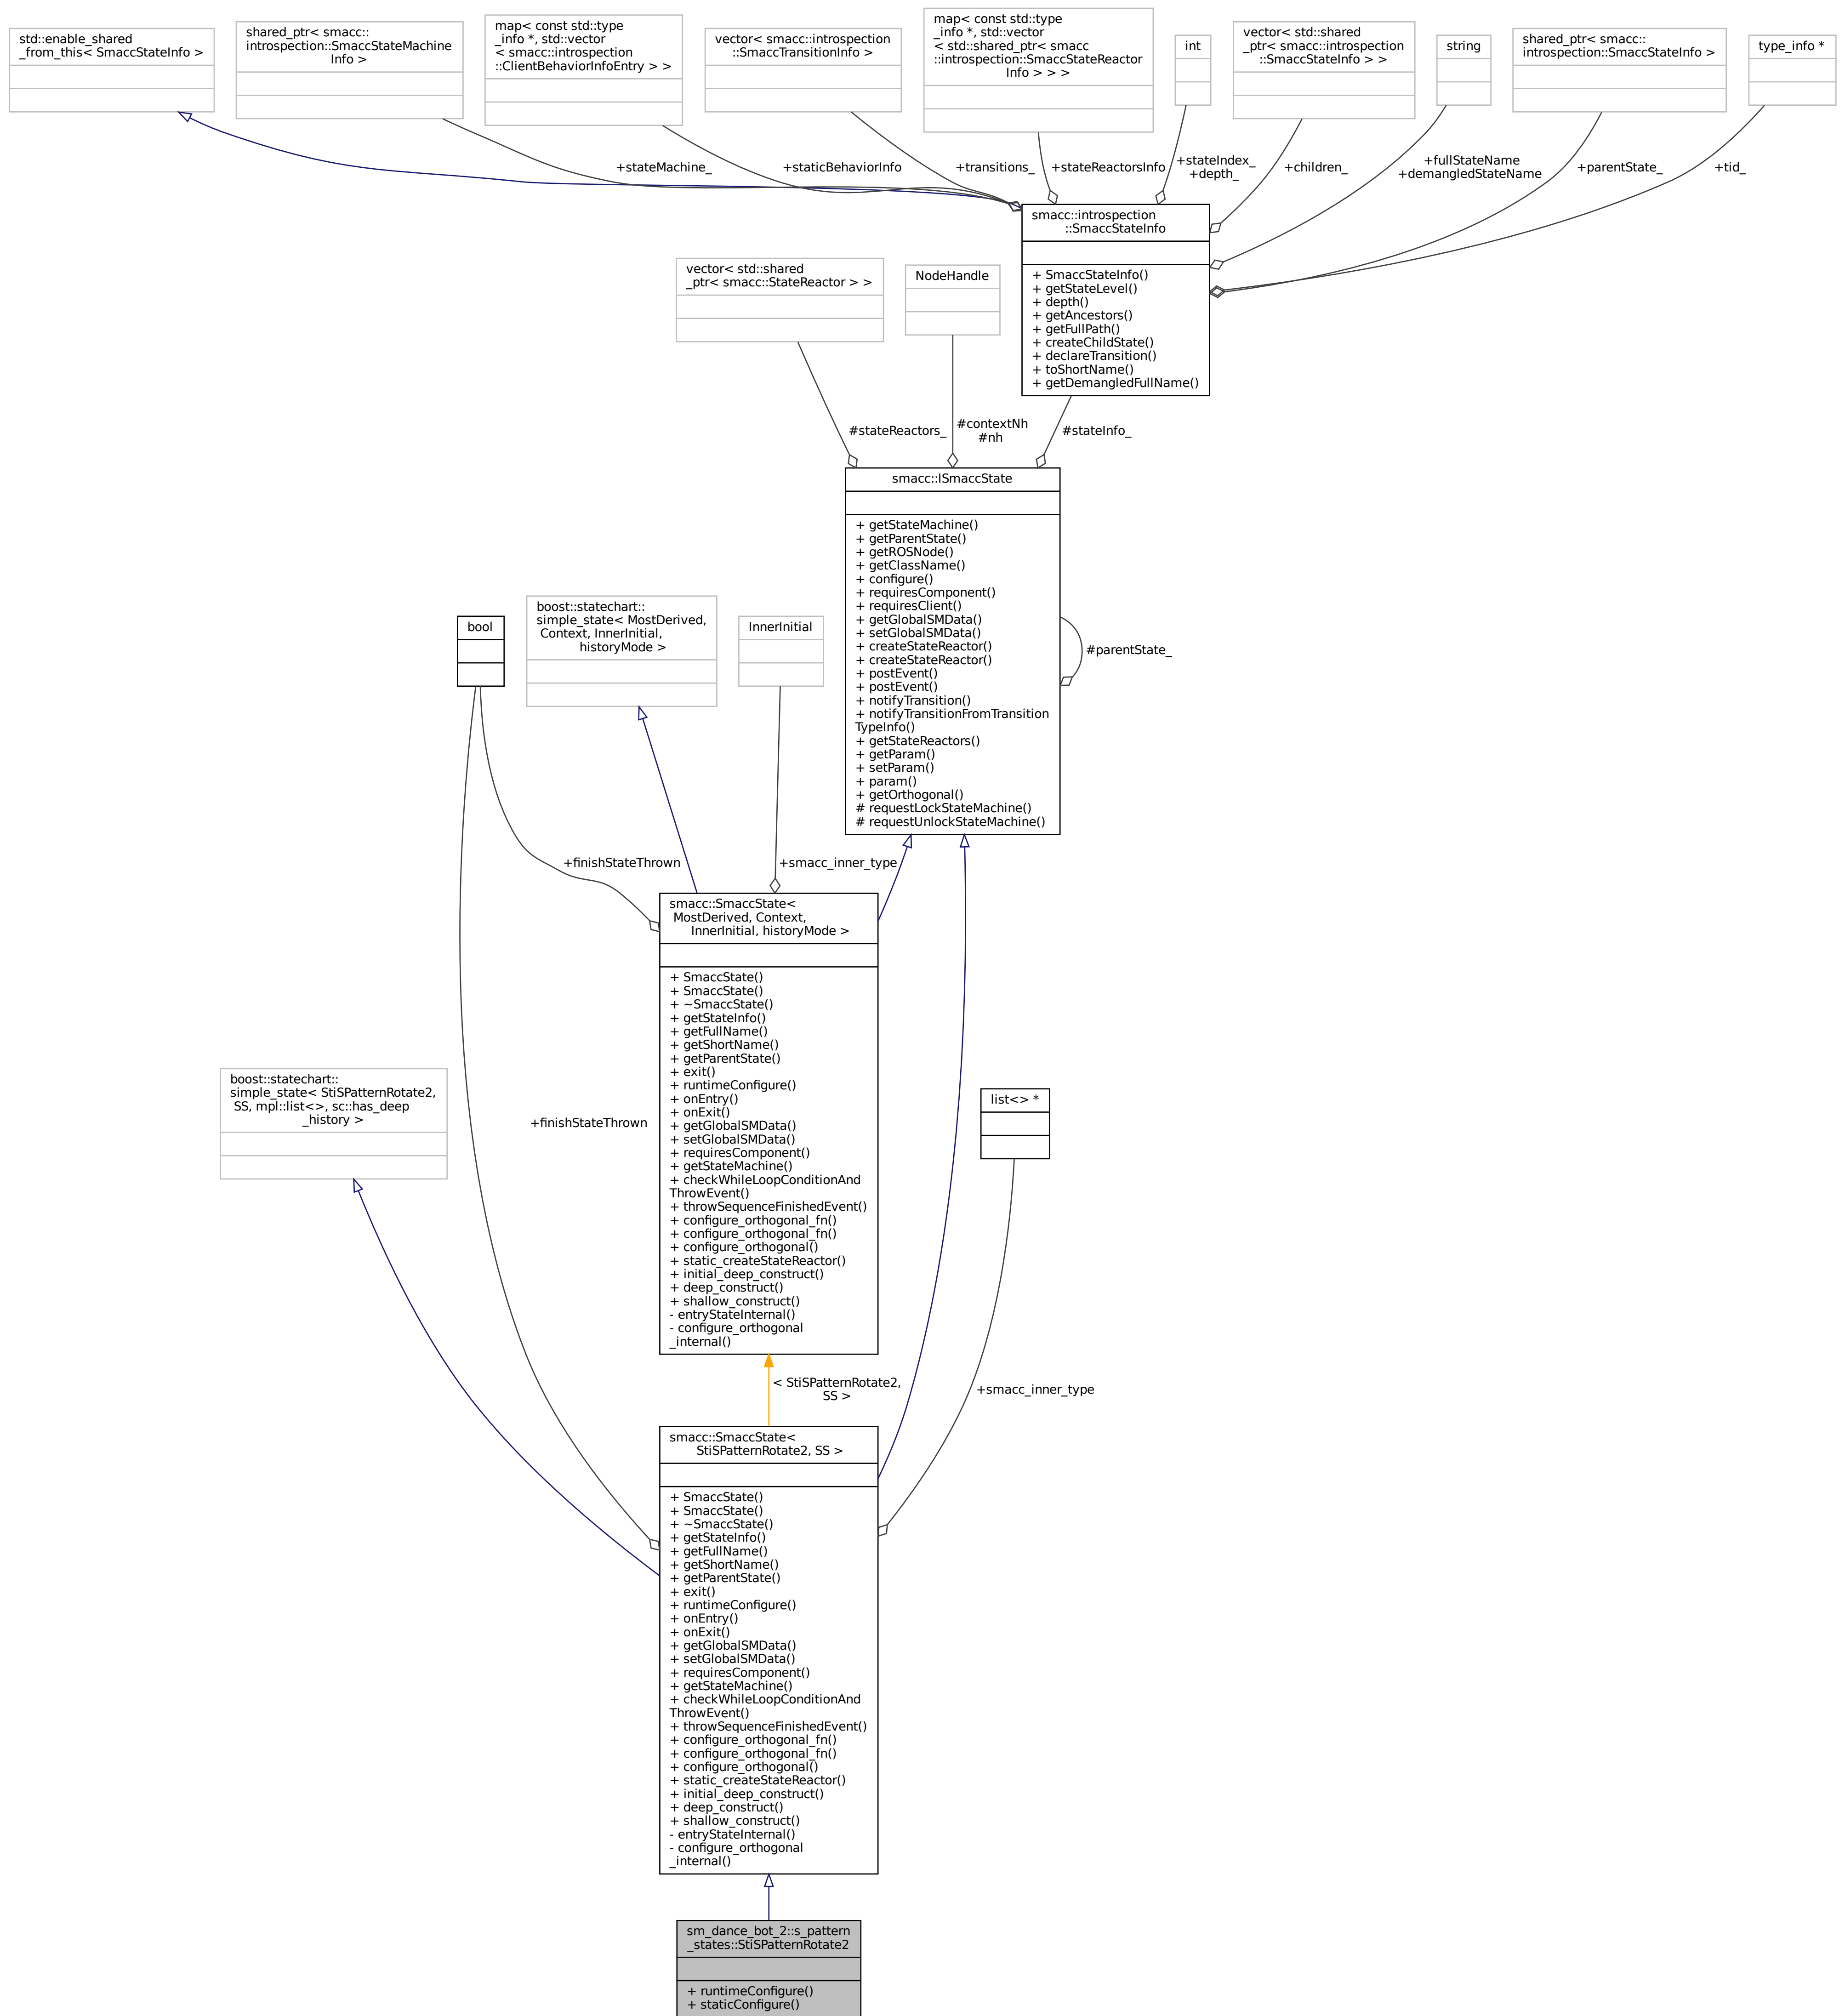 std::enable_shared
_from_this< SmaccStateInfo >
shared_ptr< smacc::
introspection::SmaccStateMachine
Info >
map< const std::type
_info *, std::vector
< smacc::introspection
::ClientBehaviorInfoEntry > >
vector< smacc::introspection
::SmaccTransitionInfo >
map< const std::type
_info *, std::vector
< std::shared_ptr< smacc
::introspection::SmaccStateReactor
Info > > >
int
vector< std::shared
_ptr< smacc::introspection
::SmaccStateInfo > >
string
shared_ptr< smacc::
introspection::SmaccStateInfo >
type_info *
+stateMachine_
+staticBehaviorInfo
+transitions_
+stateReactorsInfo
+stateIndex_
+depth_
+children_
+fullStateName
+demangledStateName
+parentState_
+tid_
smacc::introspection
::SmaccStateInfo
+ SmaccStateInfo()
+ getStateLevel()
+ depth()
+ getAncestors()
+ getFullPath()
+ createChildState()
+ declareTransition()
+ toShortName()
+ getDemangledFullName()
vector< std::shared
_ptr< smacc::StateReactor > >
NodeHandle
#stateReactors_
#contextNh
#nh
#stateInfo_
smacc::ISmaccState
+ getStateMachine()
+ getParentState()
+ getROSNode()
+ getClassName()
+ configure()
+ requiresComponent()
+ requiresClient()
+ getGlobalSMData()
+ setGlobalSMData()
+ createStateReactor()
+ createStateReactor()
+ postEvent()
+ postEvent()
+ notifyTransition()
+ notifyTransitionFromTransition
TypeInfo()
+ getStateReactors()
+ getParam()
+ setParam()
+ param()
+ getOrthogonal()
# requestLockStateMachine()
# requestUnlockStateMachine()
#parentState_
bool
boost::statechart::
simple_state< MostDerived,
Context, InnerInitial,
historyMode >
InnerInitial
+finishStateThrown
+smacc_inner_type
smacc::SmaccState<
MostDerived, Context,
InnerInitial, historyMode >
+ SmaccState()
+ SmaccState()
+ ~SmaccState()
+ getStateInfo()
+ getFullName()
+ getShortName()
+ getParentState()
+ exit()
+ runtimeConfigure()
+ onEntry()
+ onExit()
+ getGlobalSMData()
+ setGlobalSMData()
+ requiresComponent()
+ getStateMachine()
+ checkWhileLoopConditionAnd
ThrowEvent()
+ throwSequenceFinishedEvent()
+ configure_orthogonal_fn()
+ configure_orthogonal_fn()
+ configure_orthogonal()
+ static_createStateReactor()
+ initial_deep_construct()
+ deep_construct()
+ shallow_construct()
- entryStateInternal()
- configure_orthogonal
_internal()
boost::statechart::
simple_state< StiSPatternRotate2,
SS, mpl::list<>, sc::has_deep
_history >
+finishStateThrown
list<> *
< StiSPatternRotate2,
SS >
+smacc_inner_type
smacc::SmaccState<
StiSPatternRotate2, SS >
+ SmaccState()
+ SmaccState()
+ ~SmaccState()
+ getStateInfo()
+ getFullName()
+ getShortName()
+ getParentState()
+ exit()
+ runtimeConfigure()
+ onEntry()
+ onExit()
+ getGlobalSMData()
+ setGlobalSMData()
+ requiresComponent()
+ getStateMachine()
+ checkWhileLoopConditionAnd
ThrowEvent()
+ throwSequenceFinishedEvent()
+ configure_orthogonal_fn()
+ configure_orthogonal_fn()
+ configure_orthogonal()
+ static_createStateReactor()
+ initial_deep_construct()
+ deep_construct()
+ shallow_construct()
- entryStateInternal()
- configure_orthogonal
_internal()
sm_dance_bot_2::s_pattern
_states::StiSPatternRotate2
+ runtimeConfigure()
+ staticConfigure()